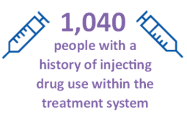 1,040
people with a
history of injecting
drug use within the
treatment system